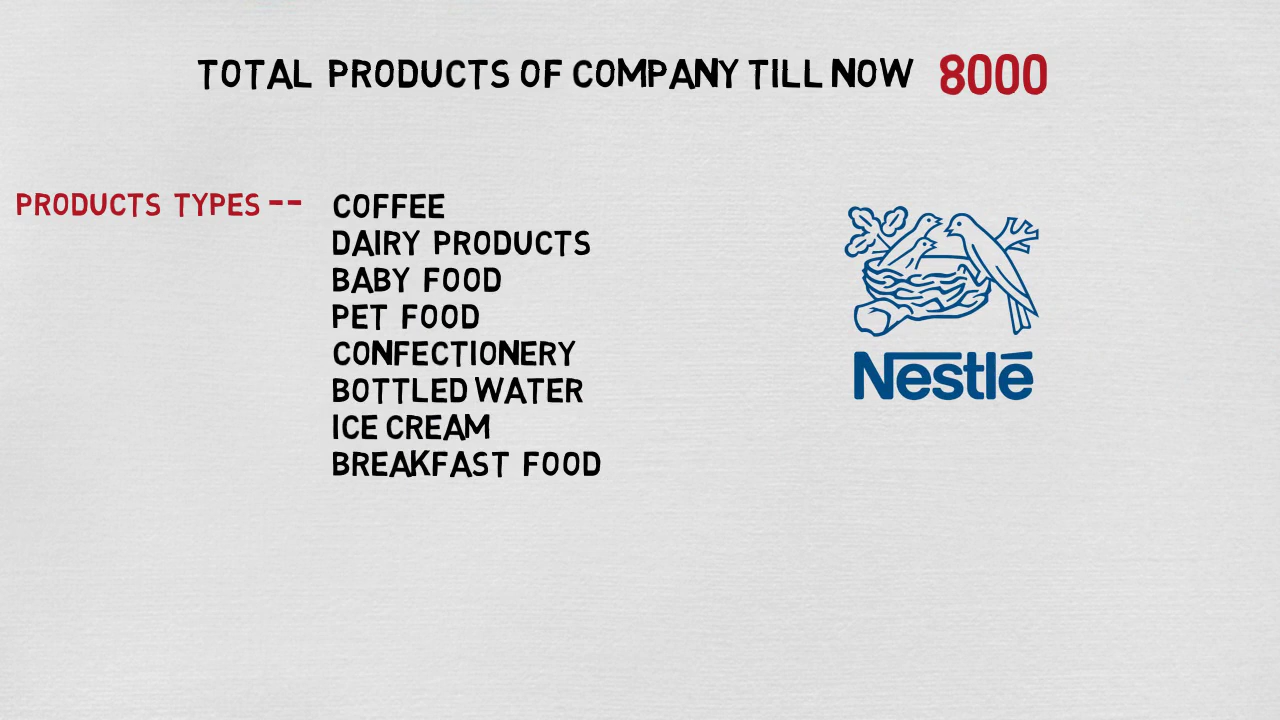 TOTAL PRODUCTS OF COMPANY TILL NOW 8000
PRODUCTS TYPES -- COFFEE
DAIRY PRODUCTS
BABY FOOD
PET FOOD
CONFECTIONERY
BOTTLED WATER
ICE CREAM
BREAKFAST FOOD
Nestlé